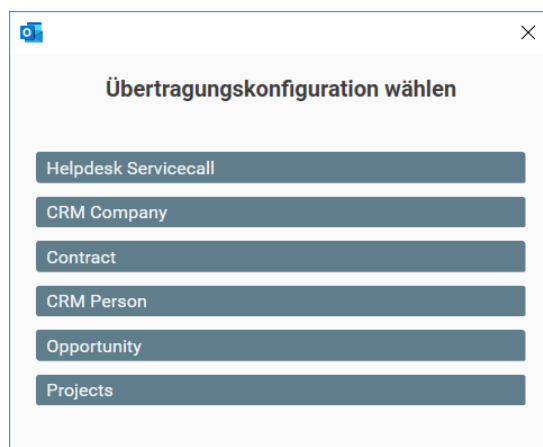 Übertragungskonfiguration wählen
Helpdesk Servicecall
CRM Company
Contract
CRM Person
Opportunity
Projects